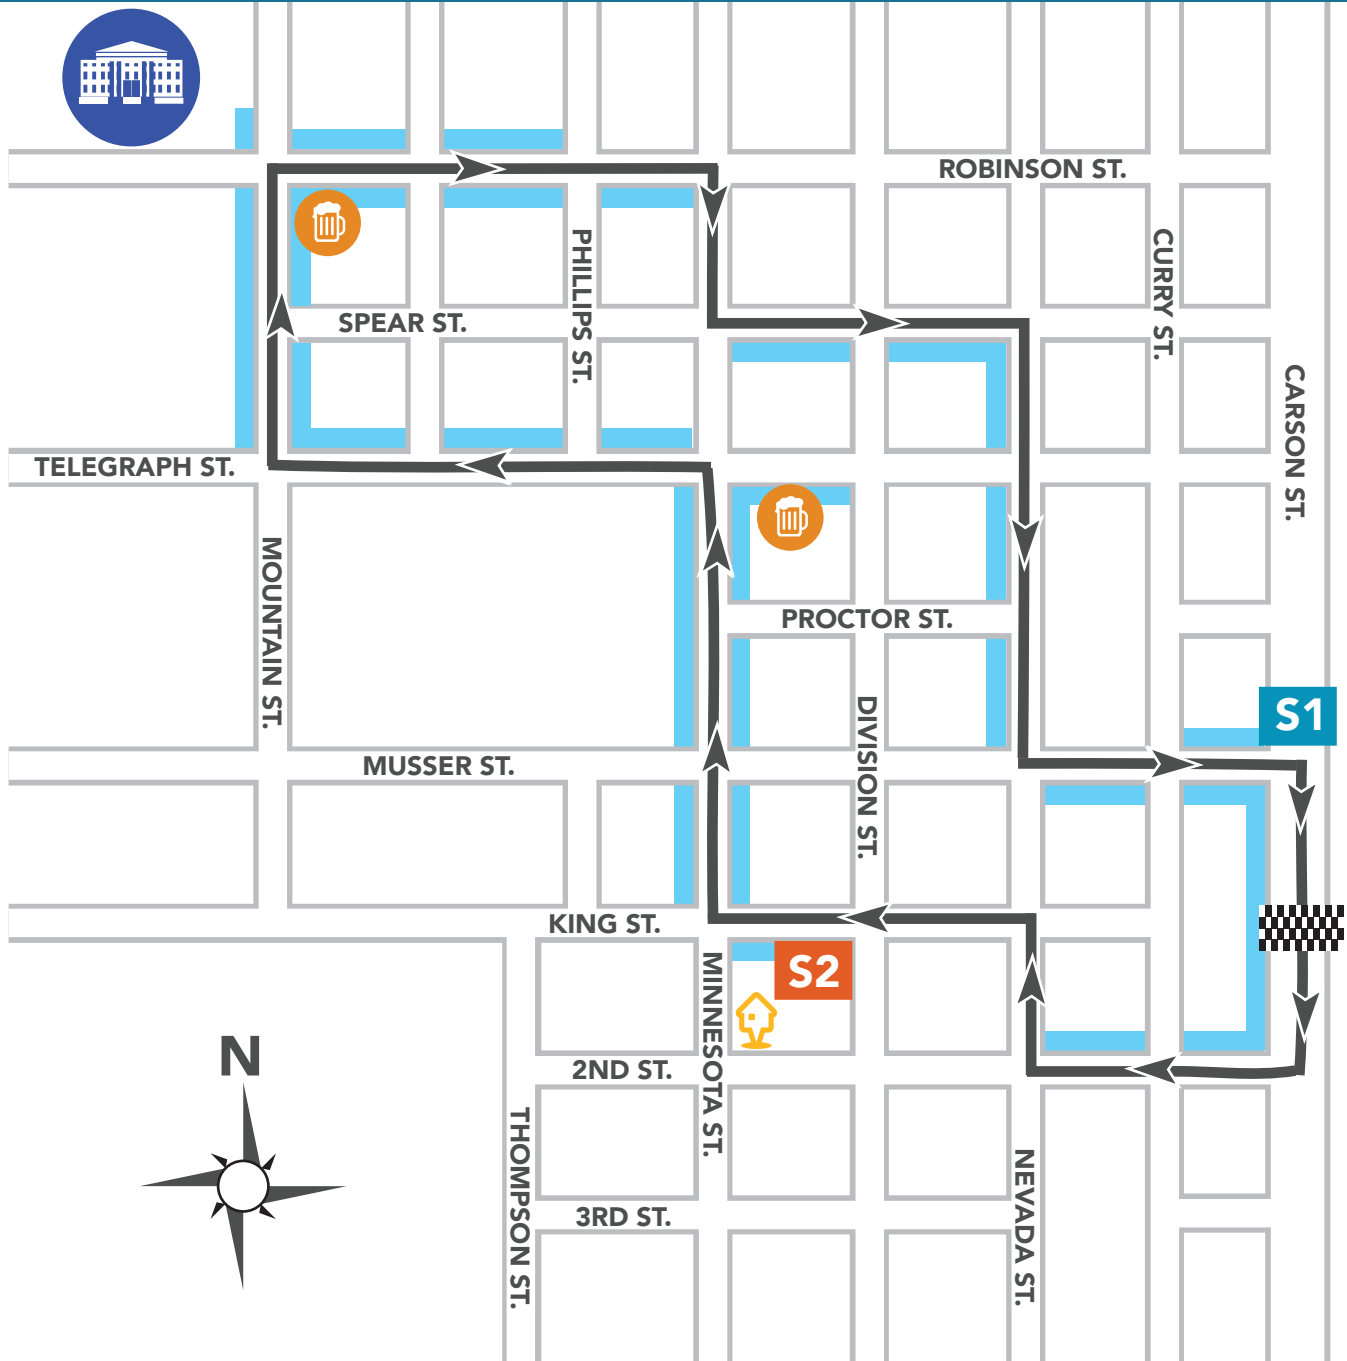 ROBINSON ST.
PHILLIPS ST.
CURRY ST.
SPEAR ST.
CARSON ST.
TELEGRAPH ST.
MOUNTAIN ST.
PROCTOR ST.
S1
DIVISION ST.
MUSSER ST.
KING ST.
S2
MINNESOTA ST.
N
2ND ST.
THOMPSON ST.
NEVADA ST.
3RD ST.